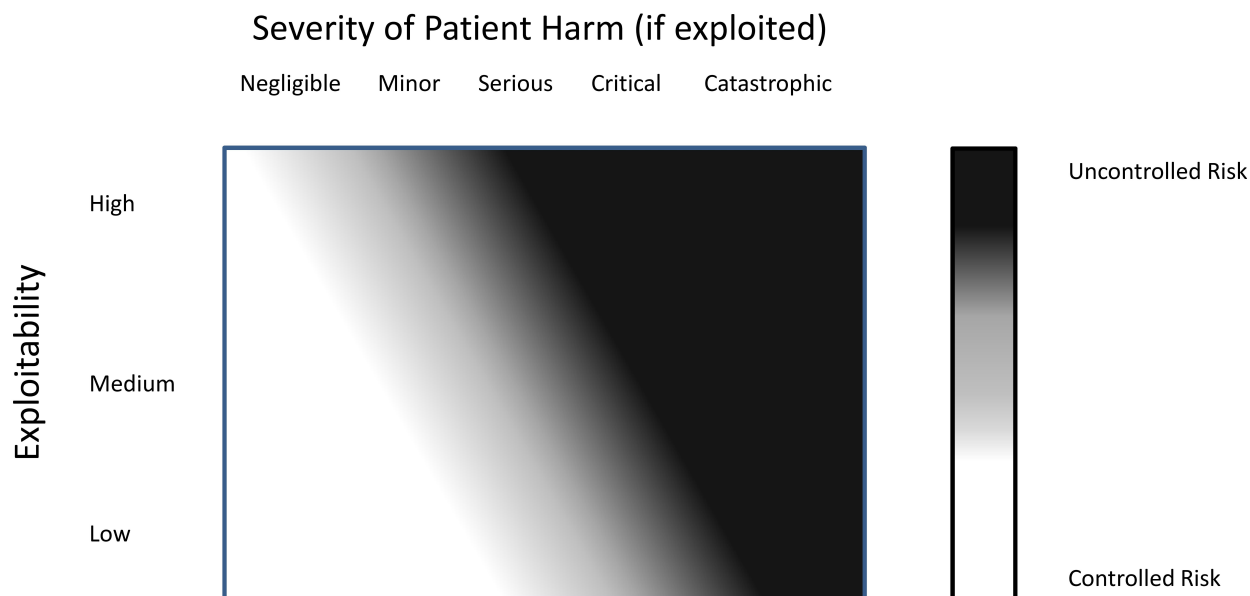 Severity of Patient Harm (if exploited)
Negligible Minor Serious Critical Catastrophic
Uncontrolled Risk
High
Exploitability
Medium
Low
Controlled Risk